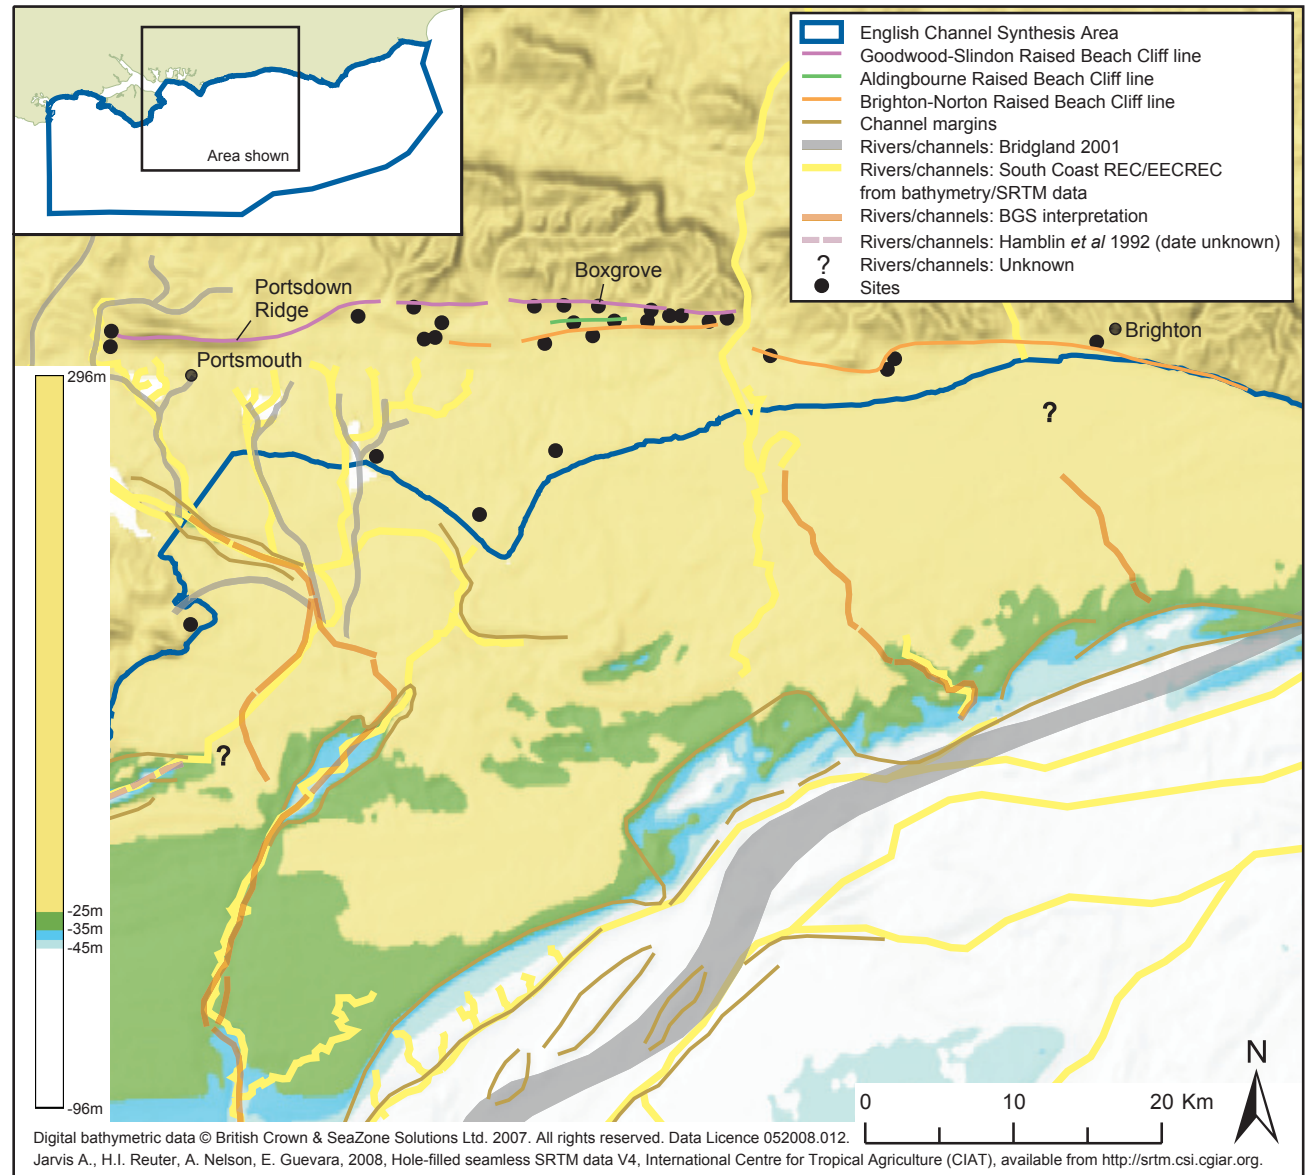 Area shown
English Channel Synthesis Area
Goodwood-Slindon Raised Beach Cliff line
Aldingbourne Raised Beach Cliff line
Brighton-Norton Raised Beach Cliff line
Channel margins
Rivers/channels: Bridgland 2001
Rivers/channels: South Coast REC/EECREC
from bathymetry/SRTM data
Rivers/channels: BGS interpretation
Rivers/channels: Hamblin et al 1992 (date unknown)
? Rivers/channels: Unknown
Sites
Boxgrove
Portsdown
Ridge
Brighton
Portsmouth
296m
?
?
-25m
-35m
-45m
-96m
N
0 10 20 Km
Digital bathymetric data © British Crown & SeaZone Solutions Ltd. 2007. All rights reserved. Data Licence 052008.012.
Jarvis A., H.I. Reuter, A. Nelson, E. Guevara, 2008, Hole-filled seamless SRTM data V4, International Centre for Tropical Agriculture (CIAT), available from http://srtm.csi.cgiar.org.